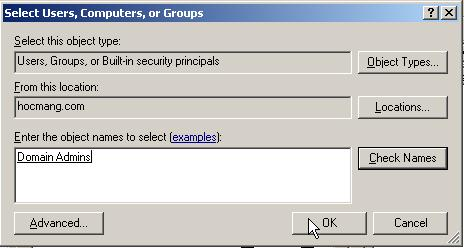 Select Users, Computers, or Groups
Select this object type:
Users, Groups, or Built-in security principals
Object Types...
From this location:
hocmang.com
Locations...
Enter the object names to select (examples):
Domain Admins
Check Names
Advanced...
OK
Cancel